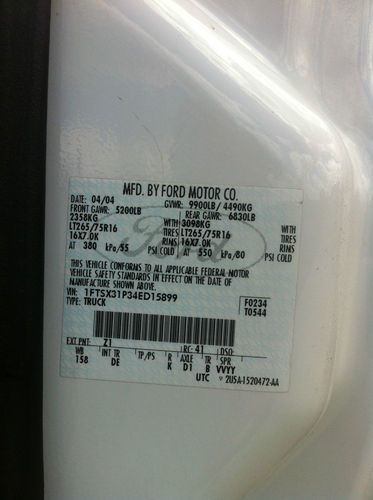 MFD. BY FORD MOTOR CO.
DATE: 04/04 GVWR: 9900LB/ 4490KG
FRONT GAWR: 5200LB REAR GAWR: 6830LB
2358KG WITH 3098KG WITH
LT265/75R16 TIRES LT265/75R16 TIRES
16X7.0K RIMS 16X7.0K RIMS
AT 380 kPa/55 PSI COLD AT 550 kPa/80 PSI COLD
Ford
THIS VEHICLE CONFORMS TO ALL APPLICABLE FEDERAL MOTOR
VEHICLE SAFETY STANDARDS IN EFFECT ON THE DATE OF
MANUFACTURE SHOWN ABOVE.
VIN: 1FTSX31P34ED15899 F0234
TYPE: TRUCK T0544
EXT PNT: Z1 RC: 41 DSO:
WB INT TR TP/PS R AXLE TR SPR
158 DE K D1 B VVYY
UTC 2U5A-1520472-AA